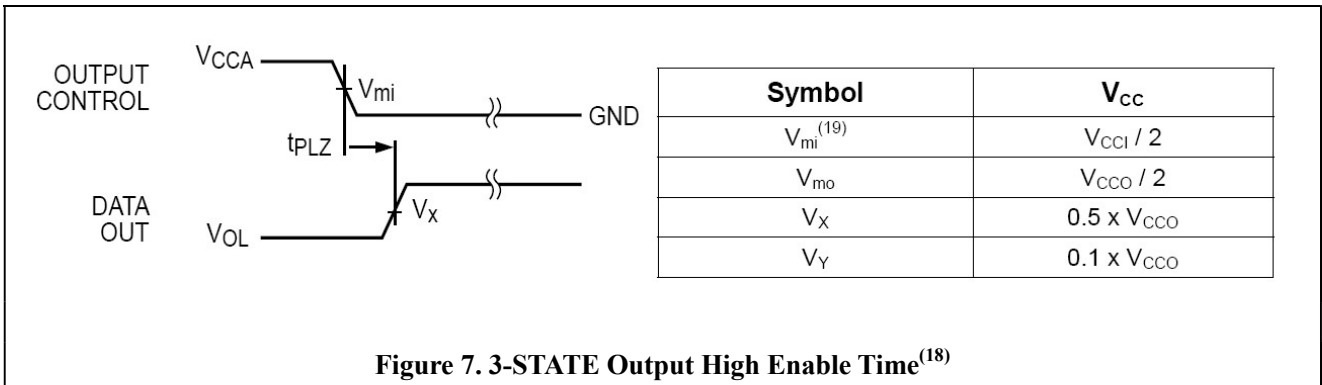 OUTPUT
CONTROL
VCCA
Vmi
GND
tPLZ
DATA
OUT
VOL
VX
Symbol VCC
Vmi(19) VCCI / 2
Vmo VCCO / 2
VX 0.5 x VCCO
VY 0.1 x VCCO
Figure 7. 3-STATE Output High Enable Time(18)